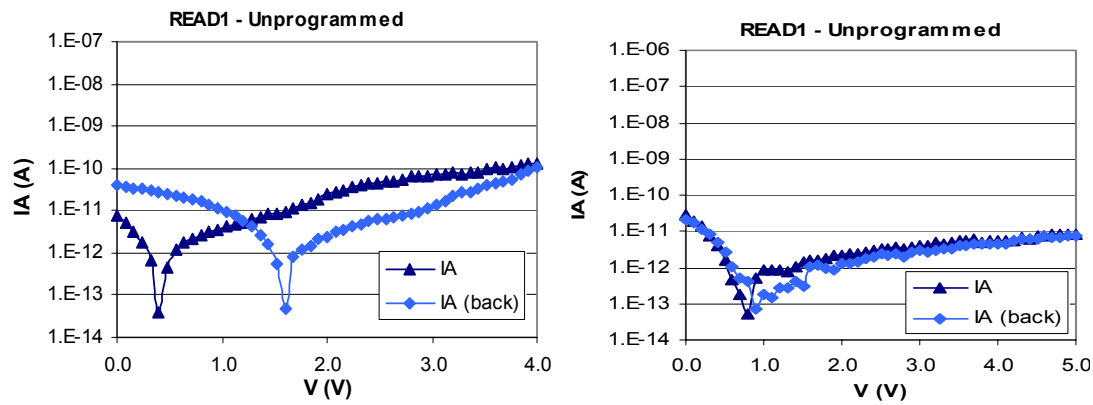 READ1 - Unprogrammed
1.E-07
1.E-08
1.E-09
1.E-10
1.E-11
1.E-12
1.E-13
1.E-14
IA (A)
IA
IA (back)
0.0 1.0 2.0 3.0 4.0
V (V)
READ1 - Unprogrammed
1.E-06
1.E-07
1.E-08
1.E-09
1.E-10
1.E-11
1.E-12
1.E-13
1.E-14
IA (A)
IA
IA (back)
0.0 1.0 2.0 3.0 4.0 5.0
V (V)